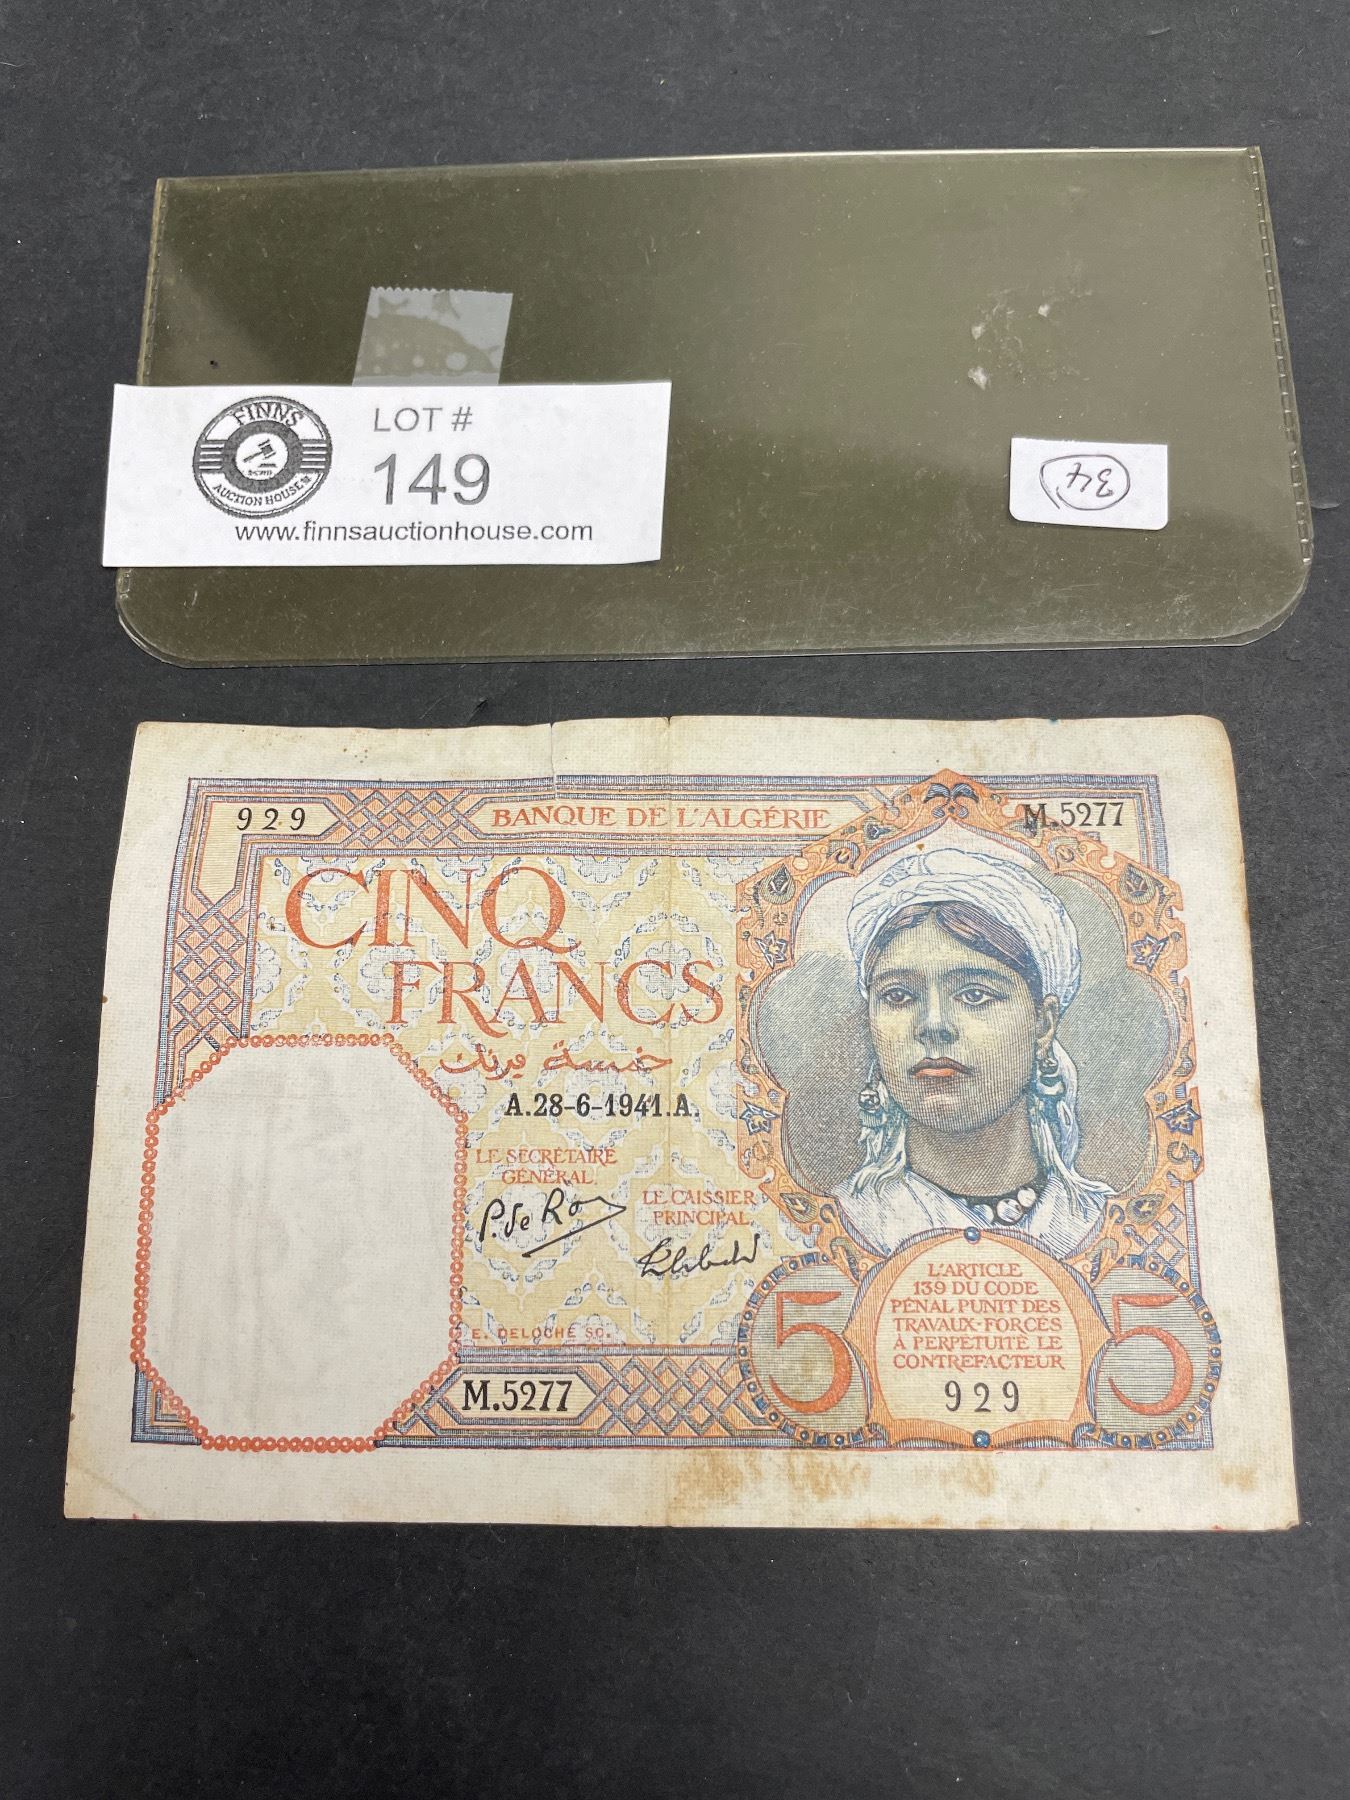 FINNS
AUCTION HOUSE
LOT #
149
www.finnsauctionhouse.com
34
929
BANQUE DE L'ALGÉRIE
M.5277
CINQ
FRANCS
خمسة فرنك
A.28-6-1941.A.
LE SECRÉTAIRE
GÉNÉRAL
P. de Ro
LE CAISSIER
PRINCIPAL
E. DELOCHE SC.
M.5277
5
L'ARTICLE
139 DU CODE
PÉNAL PUNIT DES
TRAVAUX-FORCÉS
À PERPÉTUITÉ LE
CONTREFACTEUR
929
5